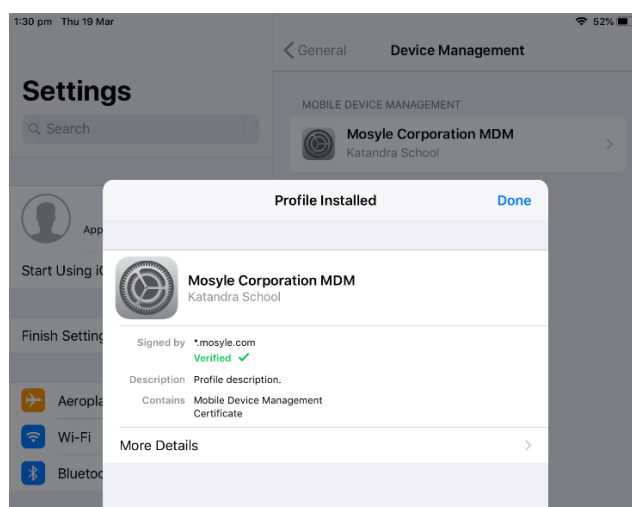 1:30 pm Thu 19 Mar
52%
General
Device Management
Settings
Search
MOBILE DEVICE MANAGEMENT
Mosyle Corporation MDM
Katandra School
Profile Installed
Done
App
Start Using
Mosyle Corporation MDM
Katandra School
Finish Setting
Signed by *.mosyle.com
Verified
Description Profile description.
Contains Mobile Device Management
Certificate
Aeropla
Wi-Fi
More Details
Bluetoo